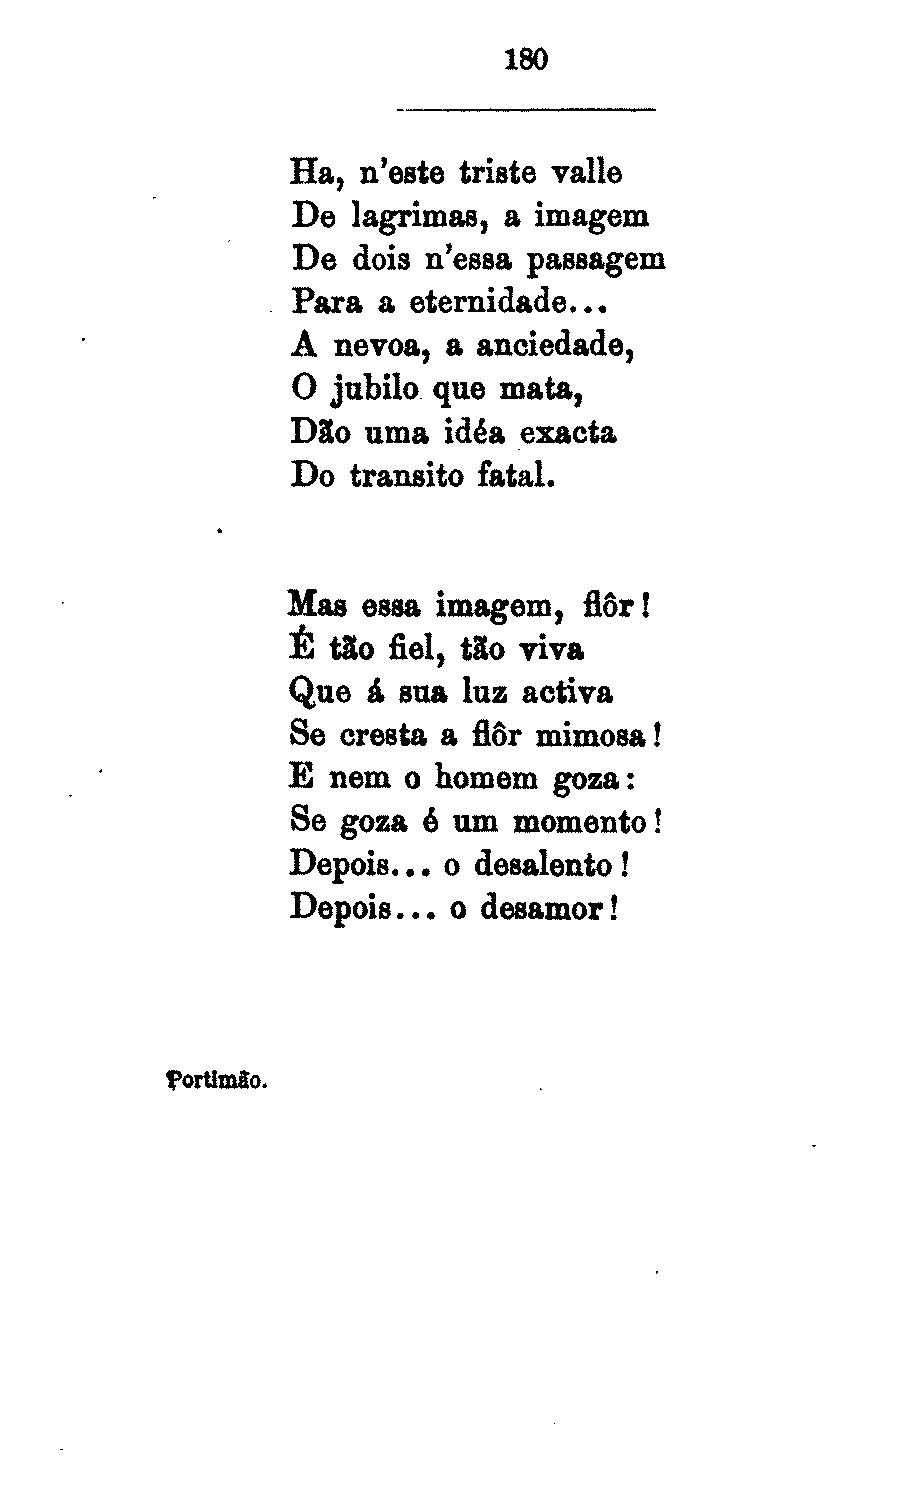 180
Ha, n'este triste valle
De lagrimas, a imagem
De dois n'essa passagem
Para a eternidade...
A nevoa, a anciedade,
O jubilo que mata,
Dão uma idéa exacta
Do transito fatal.
Mas essa imagem, flôr!
É tão fiel, tão viva
Que á sua luz activa
Se cresta a flôr mimosa!
E nem o homem goza:
Se goza é um momento!
Depois... o desalento!
Depois... o desamor!
Portimão.